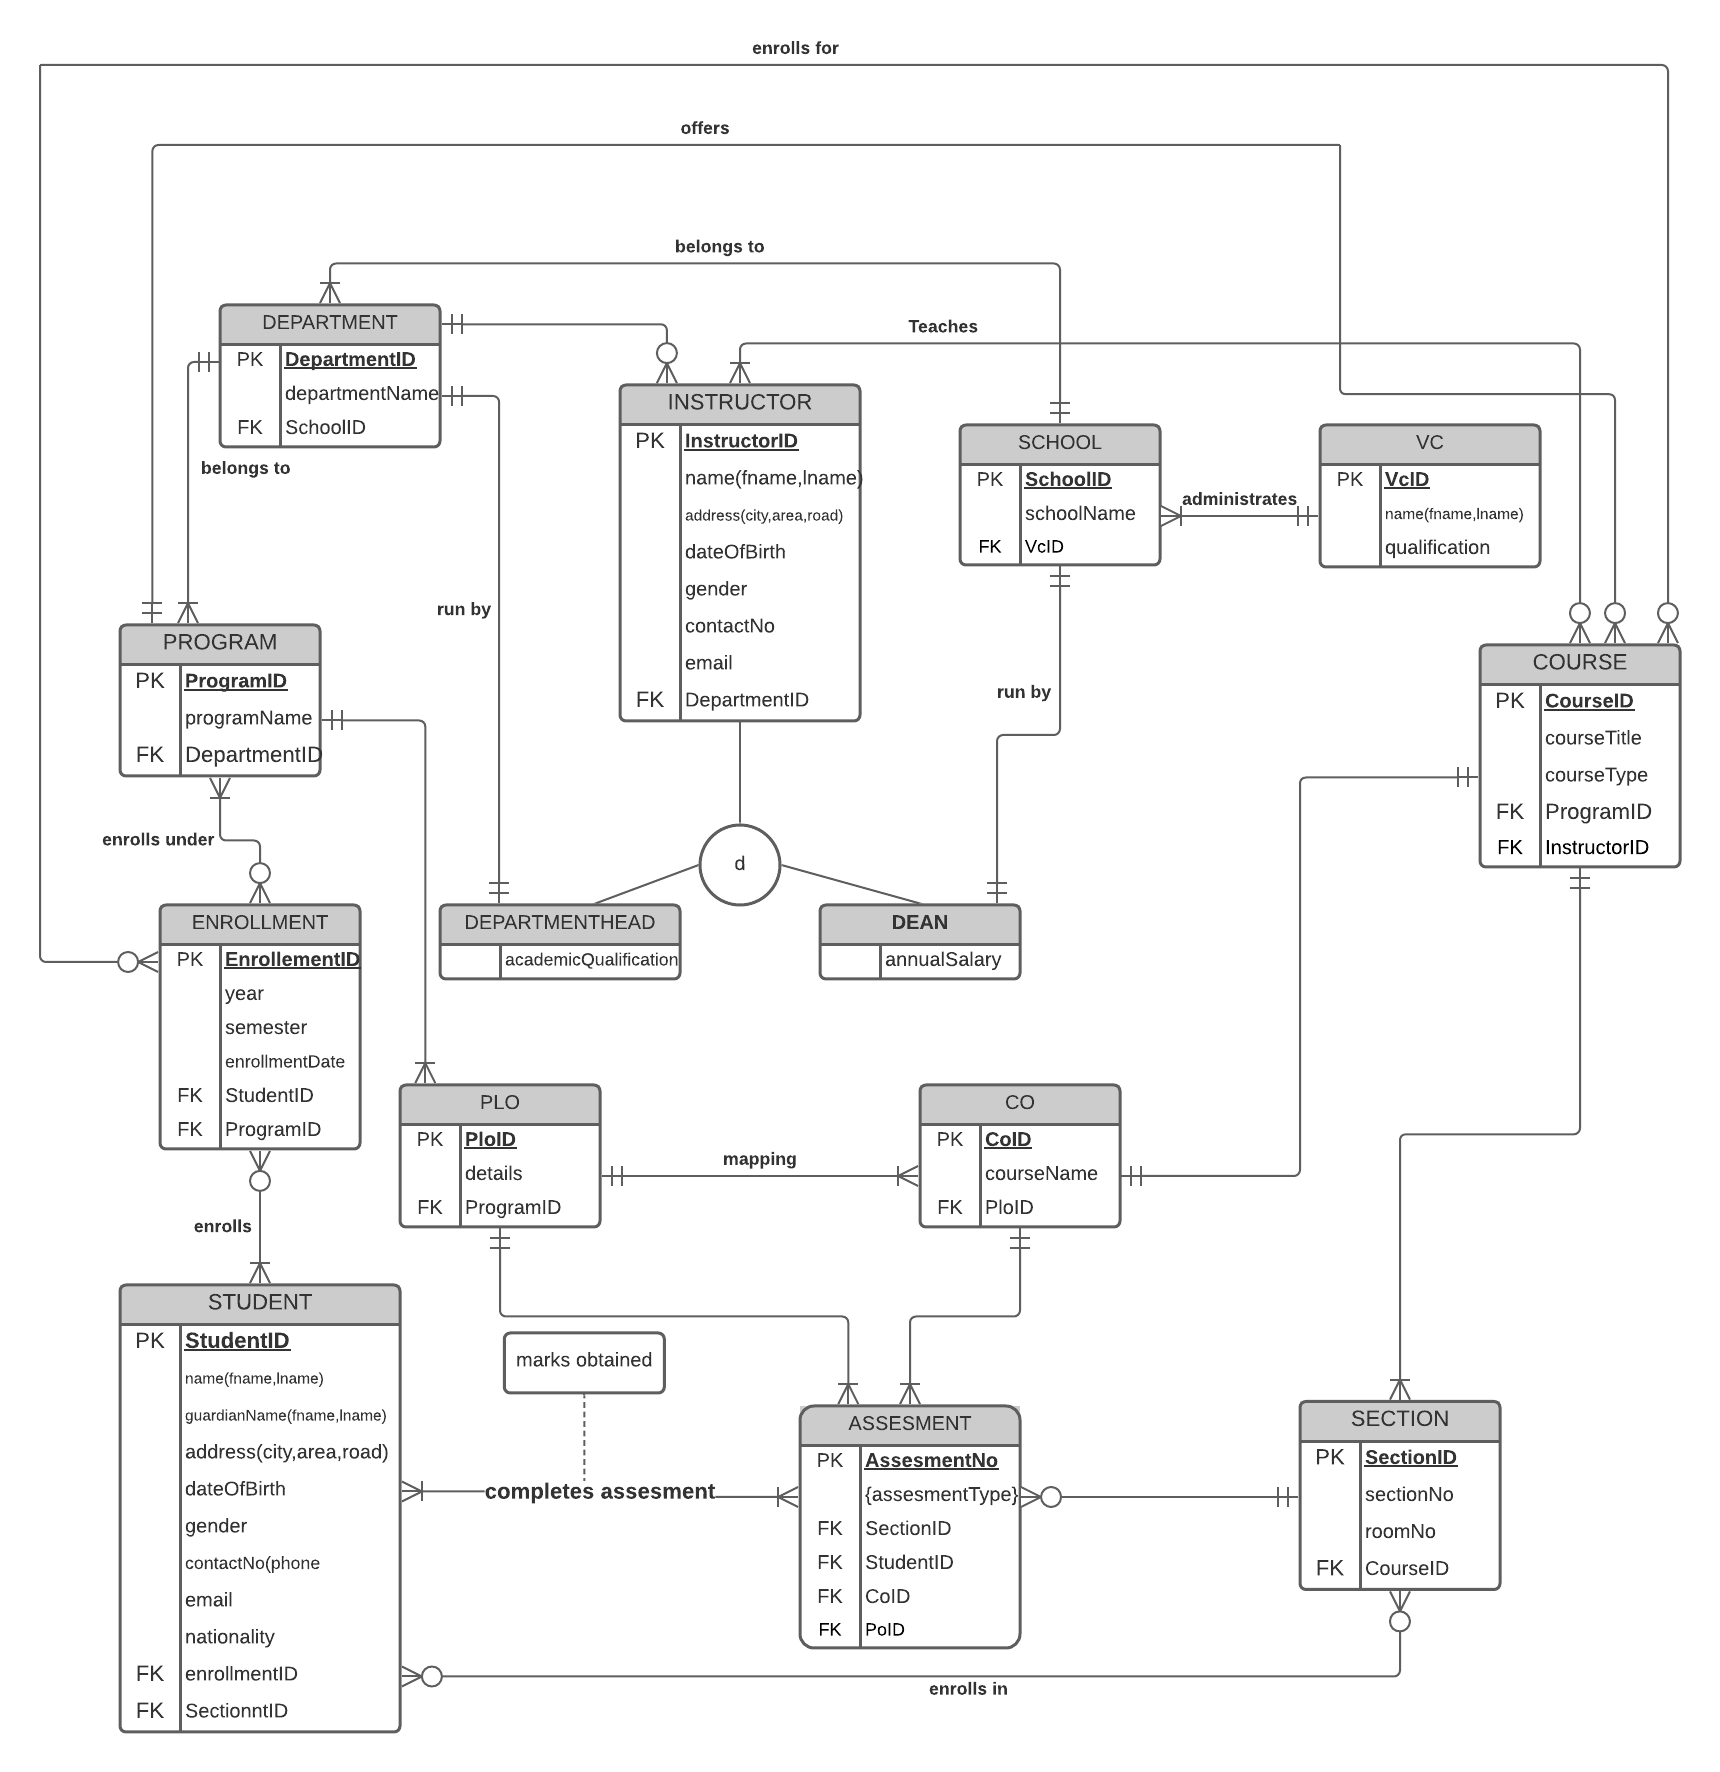 enrolls for
offers
belongs to
Teaches
DEPARTMENT
PK DepartmentID
departmentName
FK SchoolID
belongs to
INSTRUCTOR
PK InstructorID
name(fname,lname)
address(city,area,road)
dateOfBirth
gender
contactNo
email
FK DepartmentID
SCHOOL
PK SchoolID
schoolName
FK VcID
administrates
VC
PK VcID
name(fname,lname)
qualification
run by
run by
PROGRAM
PK ProgramID
programName
FK DepartmentID
COURSE
PK CourseID
courseTitle
courseType
FK ProgramID
FK InstructorID
enrolls under
d
ENROLLMENT
PK EnrollementID
year
semester
enrollmentDate
FK StudentID
FK ProgramID
DEPARTMENTHEAD
academicQualification
DEAN
annualSalary
PLO
PK PloID
details
FK ProgramID
mapping
CO
PK CoID
courseName
FK PloID
enrolls
STUDENT
PK StudentID
name(fname,lname)
guardianName(fname,lname)
address(city,area,road)
dateOfBirth
gender
contactNo(phone
email
nationality
FK enrollmentID
FK SectionntID
marks obtained
completes assesment
ASSESMENT
PK AssesmentNo
{assesmentType}
FK SectionID
FK StudentID
FK CoID
FK PoID
SECTION
PK SectionID
sectionNo
roomNo
FK CourseID
enrolls in